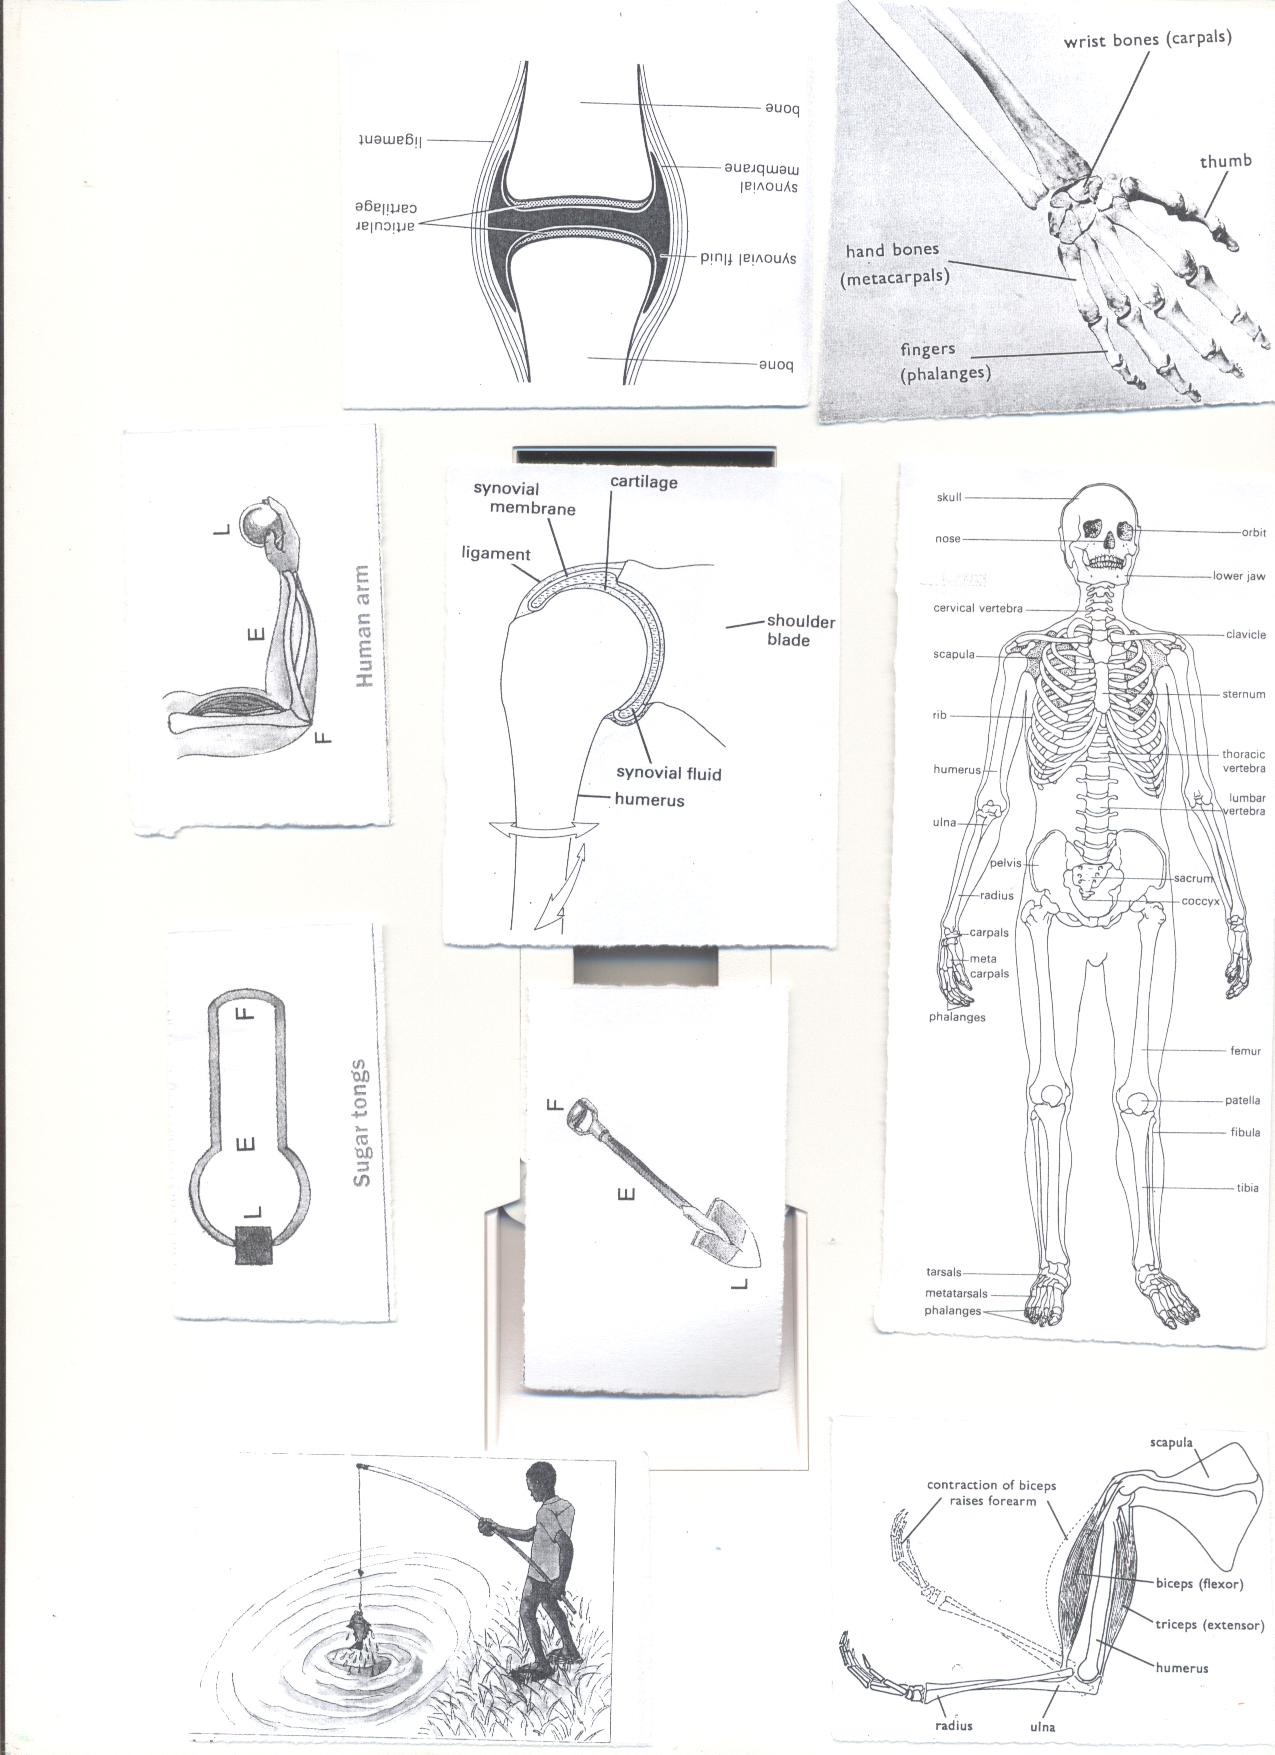 bone
ligament
membrane
synovial
cartilage
articular
synovial fluid
bone
wrist bones (carpals)
thumb
hand bones
(metacarpals)
fingers
(phalanges)
L
E
F
Human arm
synovial
membrane
cartilage
ligament
shoulder
blade
synovial fluid
humerus
skull
orbit
nose
lower jaw
cervical vertebra
clavicle
scapula
sternum
rib
thoracic
vertebra
humerus
lumbar
vertebra
ulna
pelvis
sacrum
radius
coccyx
carpals
meta
carpals
phalanges
femur
patella
fibula
tibia
tarsals
metatarsals
phalanges
F
E
L
Sugar tongs
F
E
L
scapula
contraction of biceps
raises forearm
biceps (flexor)
triceps (extensor)
humerus
radius
ulna